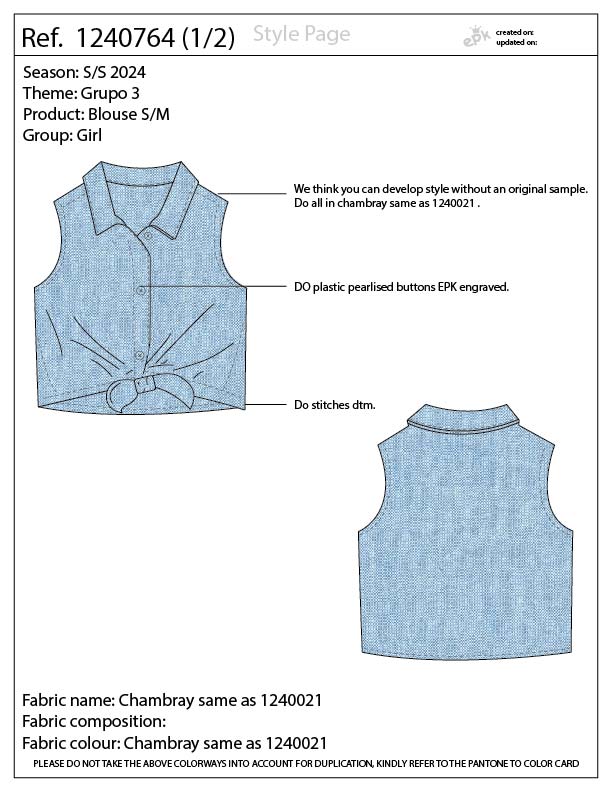 Ref. 1240764 (1/2)
Style Page
epk
created on:
updated on:
Season: S/S 2024
Theme: Grupo 3
Product: Blouse S/M
Group: Girl
We think you can develop style without an original sample.
Do all in chambray same as 1240021 .
DO plastic pearlised buttons EPK engraved.
Do stitches dtm.
Fabric name: Chambray same as 1240021
Fabric composition:
Fabric colour: Chambray same as 1240021
PLEASE DO NOT TAKE THE ABOVE COLORWAYS INTO ACCOUNT FOR DUPLICATION, KINDLY REFER TO THE PANTONE TO COLOR CARD